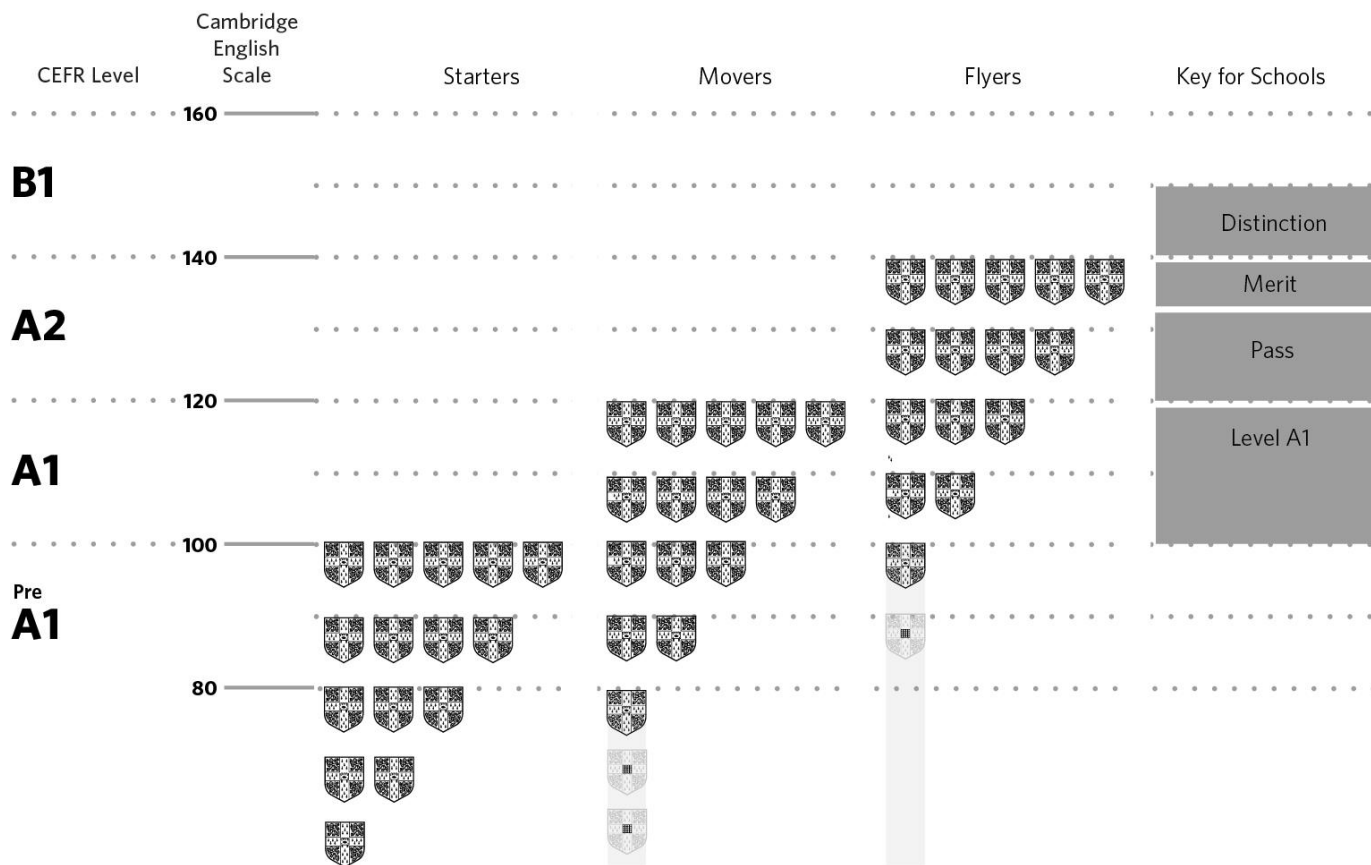 Cambridge
English
CEFR Level Scale Starters Movers Flyers Key for Schools
160
B1
Distinction
140
Merit
A2
Pass
120
Level A1
A1
100
Pre
A1
80